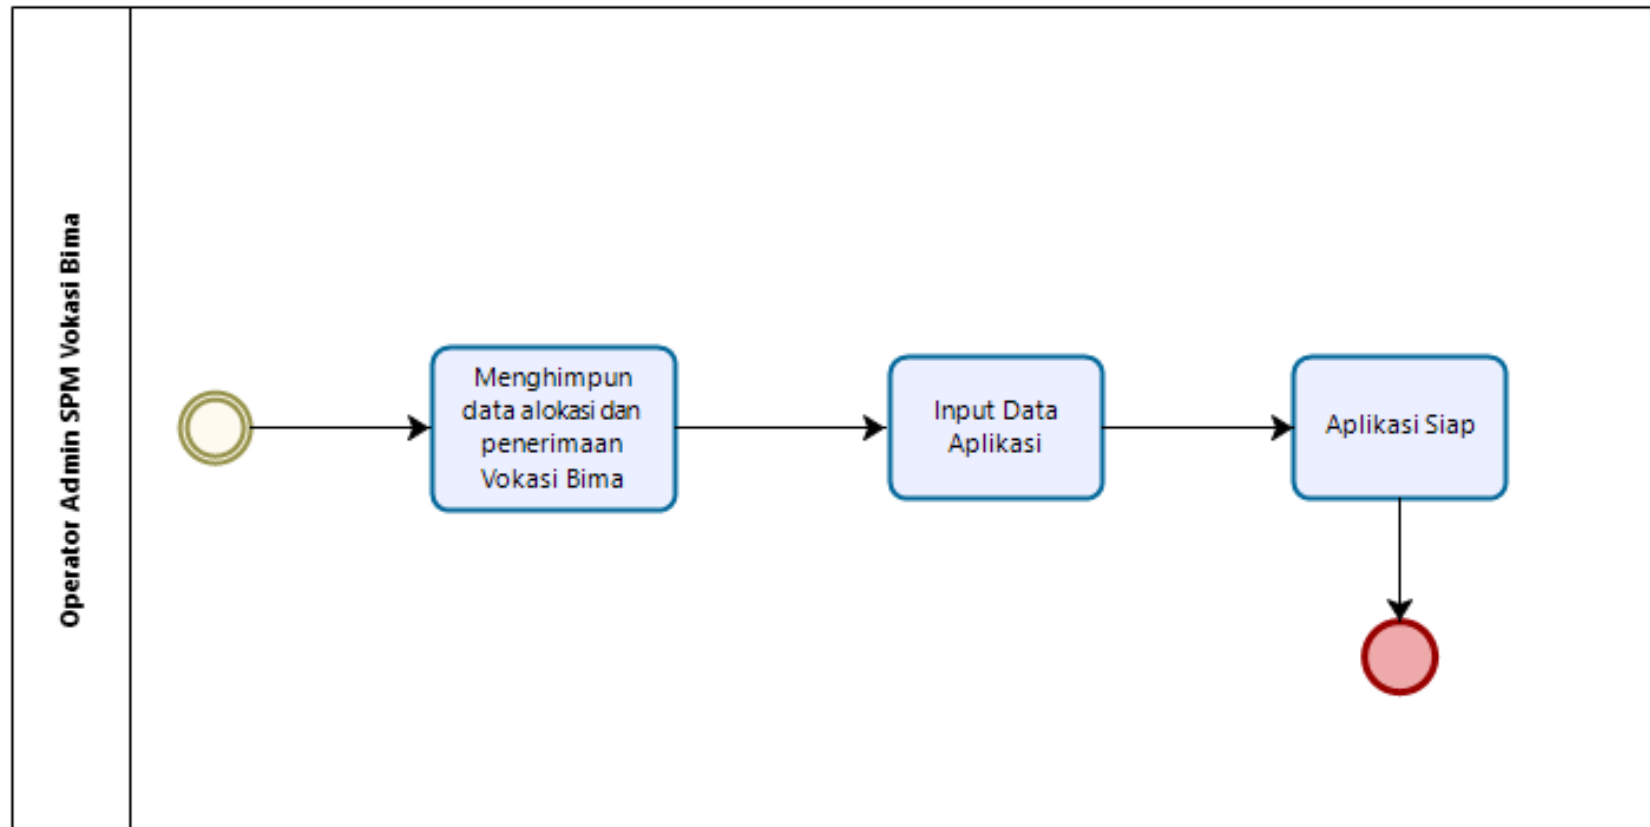 Operator Admin SPM Vokasi Bima
Menghimpun
data alokasi dan
penerimaan
Vokasi Bima
Input Data
Aplikasi
Aplikasi Siap